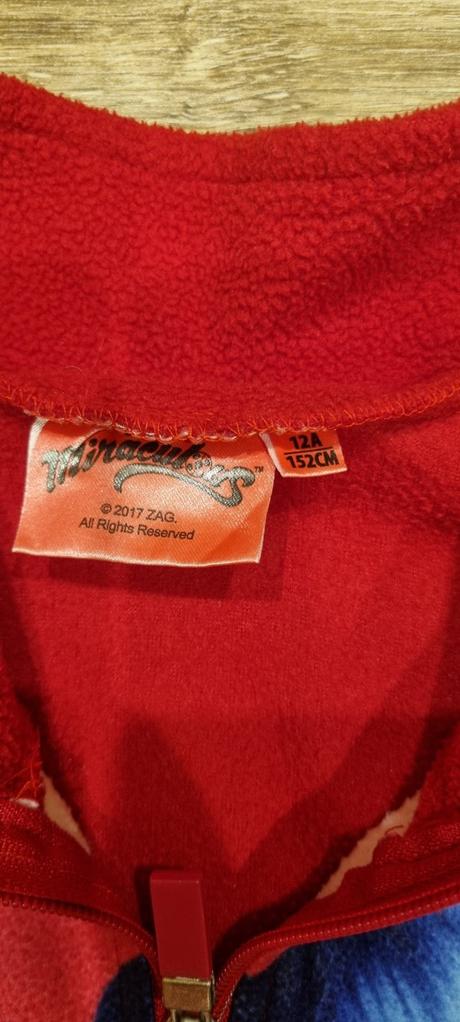 Miraculous™
© 2017 ZAG.
All Rights Reserved
12A
152CM